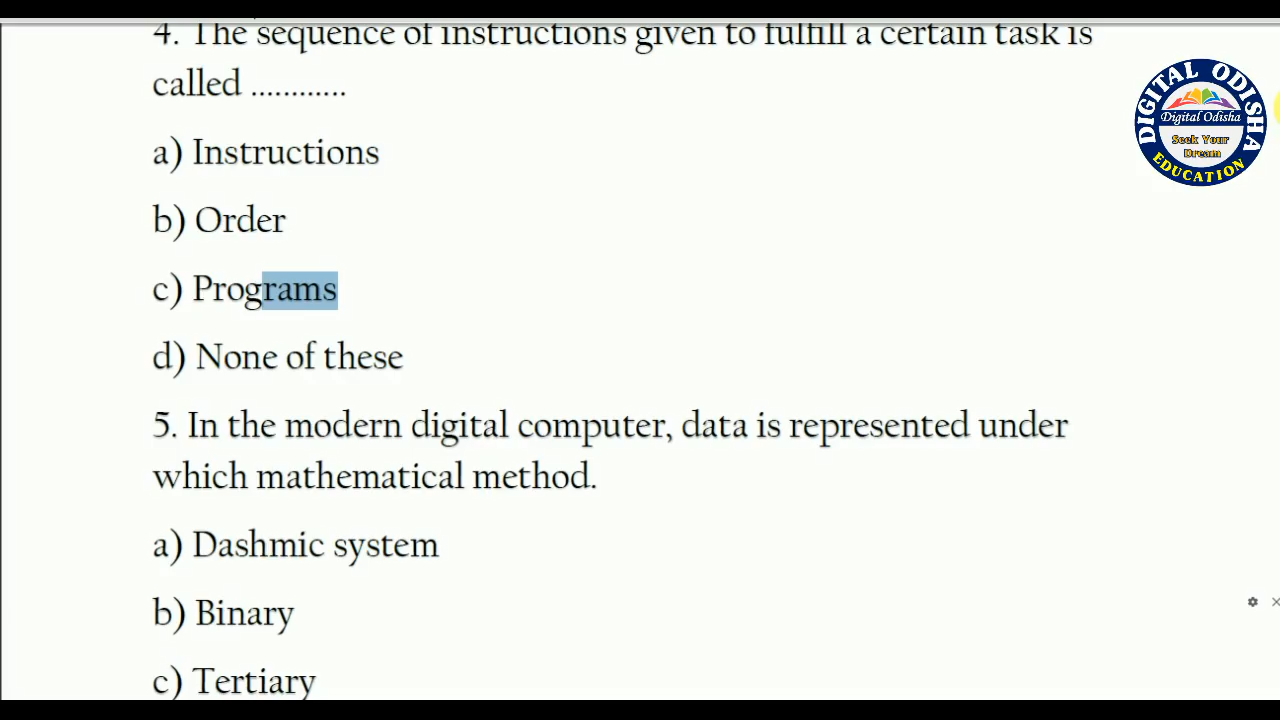 4. The sequence of instructions given to fulfill a certain task is
called ............
a) Instructions
b) Order
c) Programs
d) None of these
5. In the modern digital computer, data is represented under
which mathematical method.
a) Dashmic system
b) Binary
c) Tertiary
DIGITAL ODISHA
Digital Odisha
Seek Your
Dream
EDUCATION